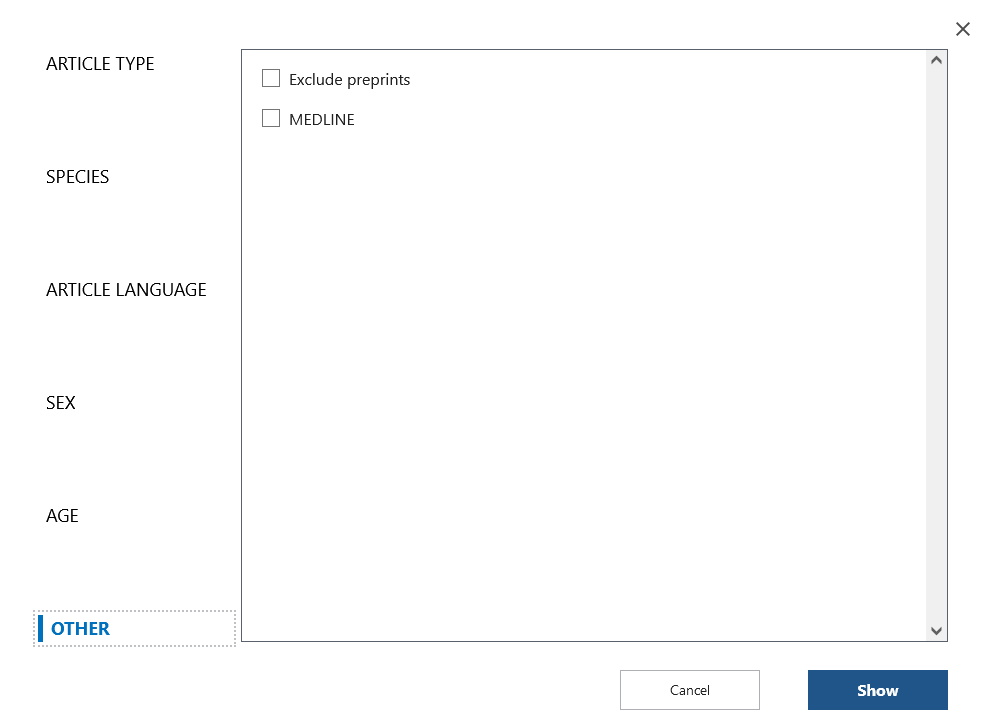 ARTICLE TYPE
SPECIES
ARTICLE LANGUAGE
SEX
AGE
OTHER
Exclude preprints
MEDLINE
Cancel
Show